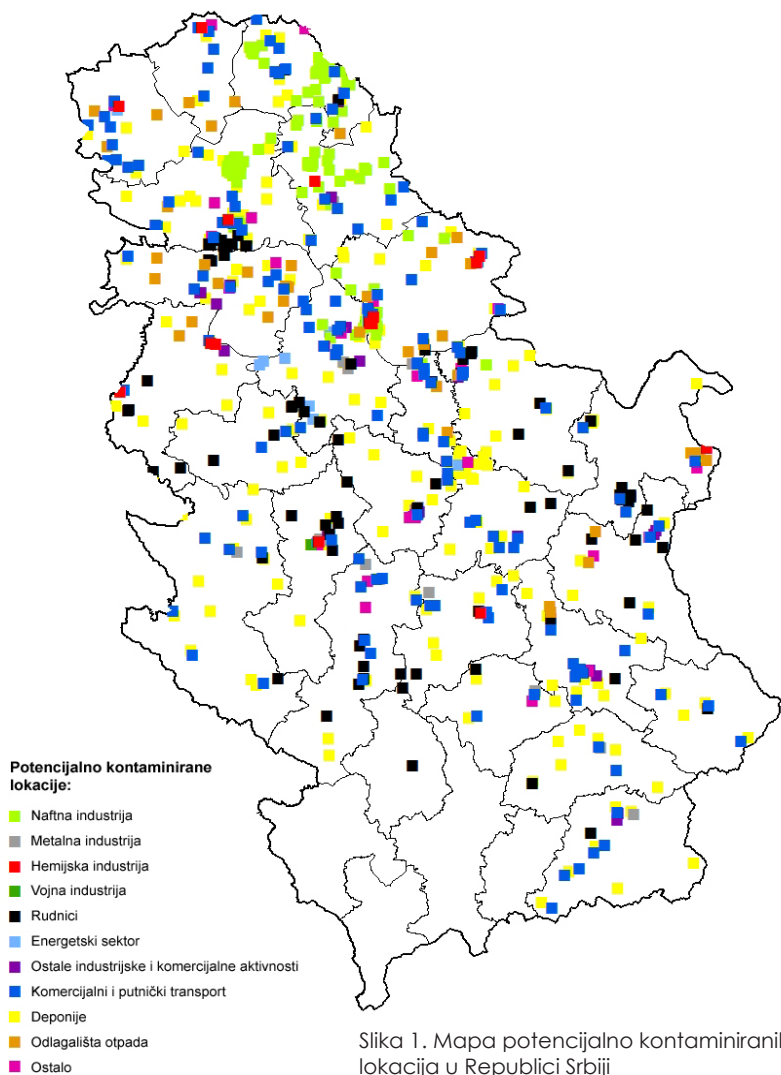 Potencijalno kontaminirane
lokacije:
Naftna industrija
Metalna industrija
Hemijska industrija
Vojna industrija
Rudnici
Energetski sektor
Ostale industrijske i komercijalne aktivnosti
Komercijalni i putnički transport
Deponije
Odlagališta otpada
Ostalo
Slika 1. Mapa potencijalno kontaminiranih
lokacija u Republici Srbiji